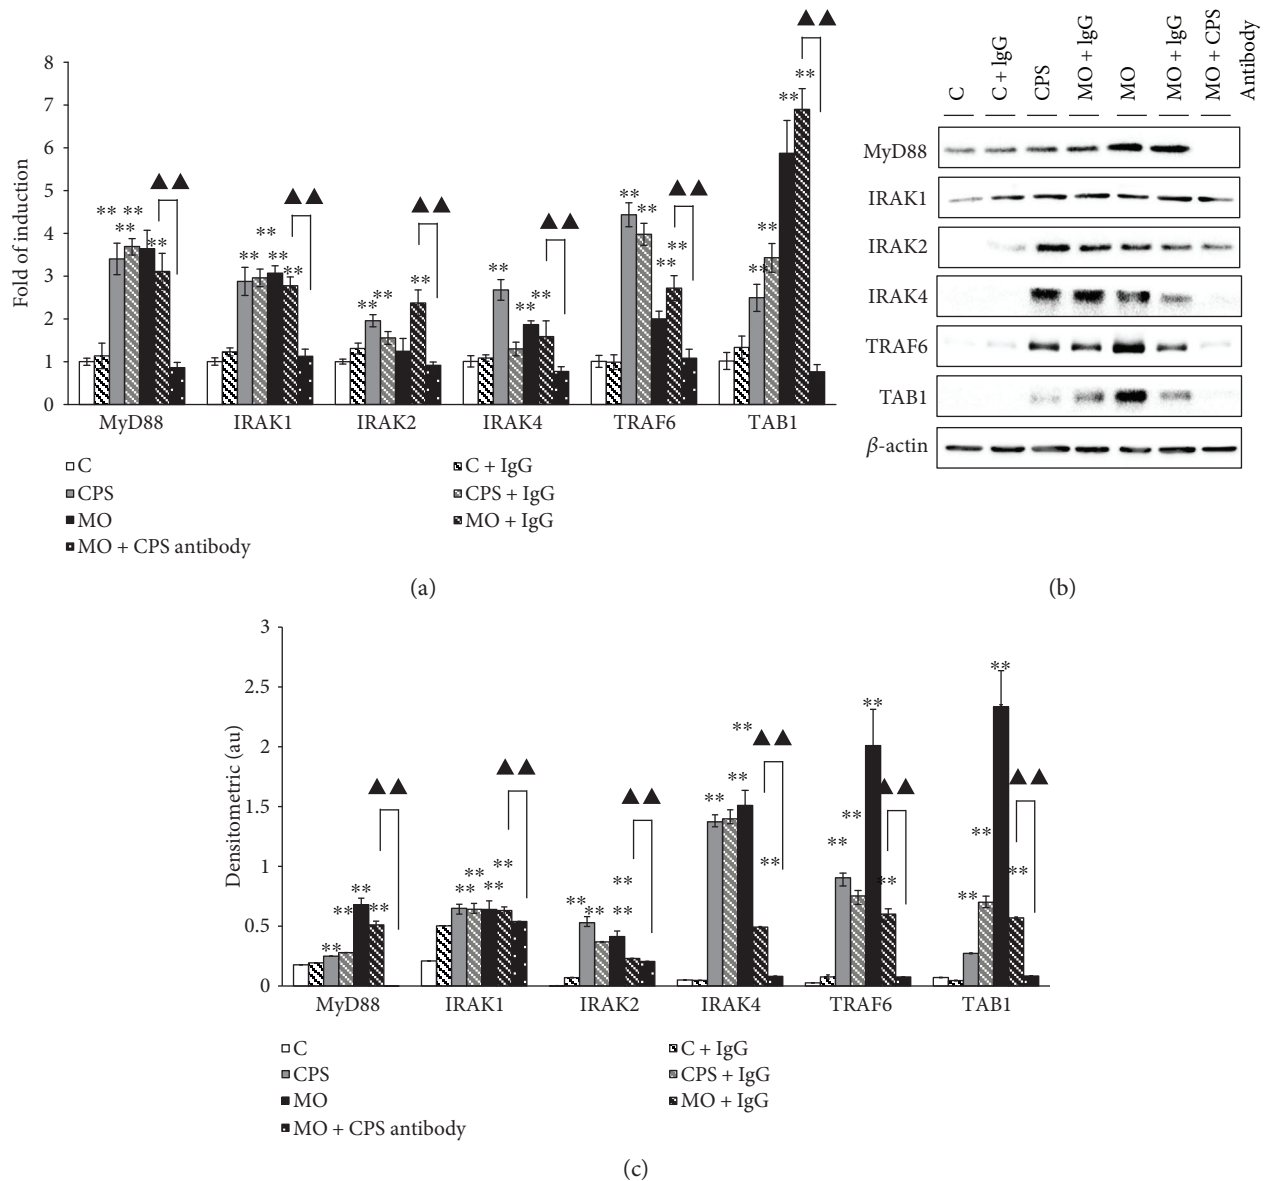 ▲▲
8
7
6
5
4
3
2
1
0
Fold of induction
** ** ** **
** ** ** **
** ** **
** ** **
** ** ** **
** ** ** **
▲▲ ▲▲ ▲▲ ▲▲ ▲▲
MyD88 IRAK1 IRAK2 IRAK4 TRAF6 TAB1
C
C + IgG
CPS
CPS + IgG
MO
MO + IgG
MO + CPS antibody
(a)
C
C + IgG
CPS
MO + IgG
MO
MO + IgG
MO + CPS
Antibody
MyD88
IRAK1
IRAK2
IRAK4
TRAF6
TAB1
β-actin
(b)
3
2.5
2
1.5
1
0.5
0
Densitometric (au)
** ** ** **
** ** ** **
** ** ** **
** ** ** **
** ** ** **
** ** ** **
▲▲ ▲▲ ▲▲ ▲▲ ▲▲ ▲▲
MyD88 IRAK1 IRAK2 IRAK4 TRAF6 TAB1
C
C + IgG
CPS
CPS + IgG
MO
MO + IgG
MO + CPS antibody
(c)